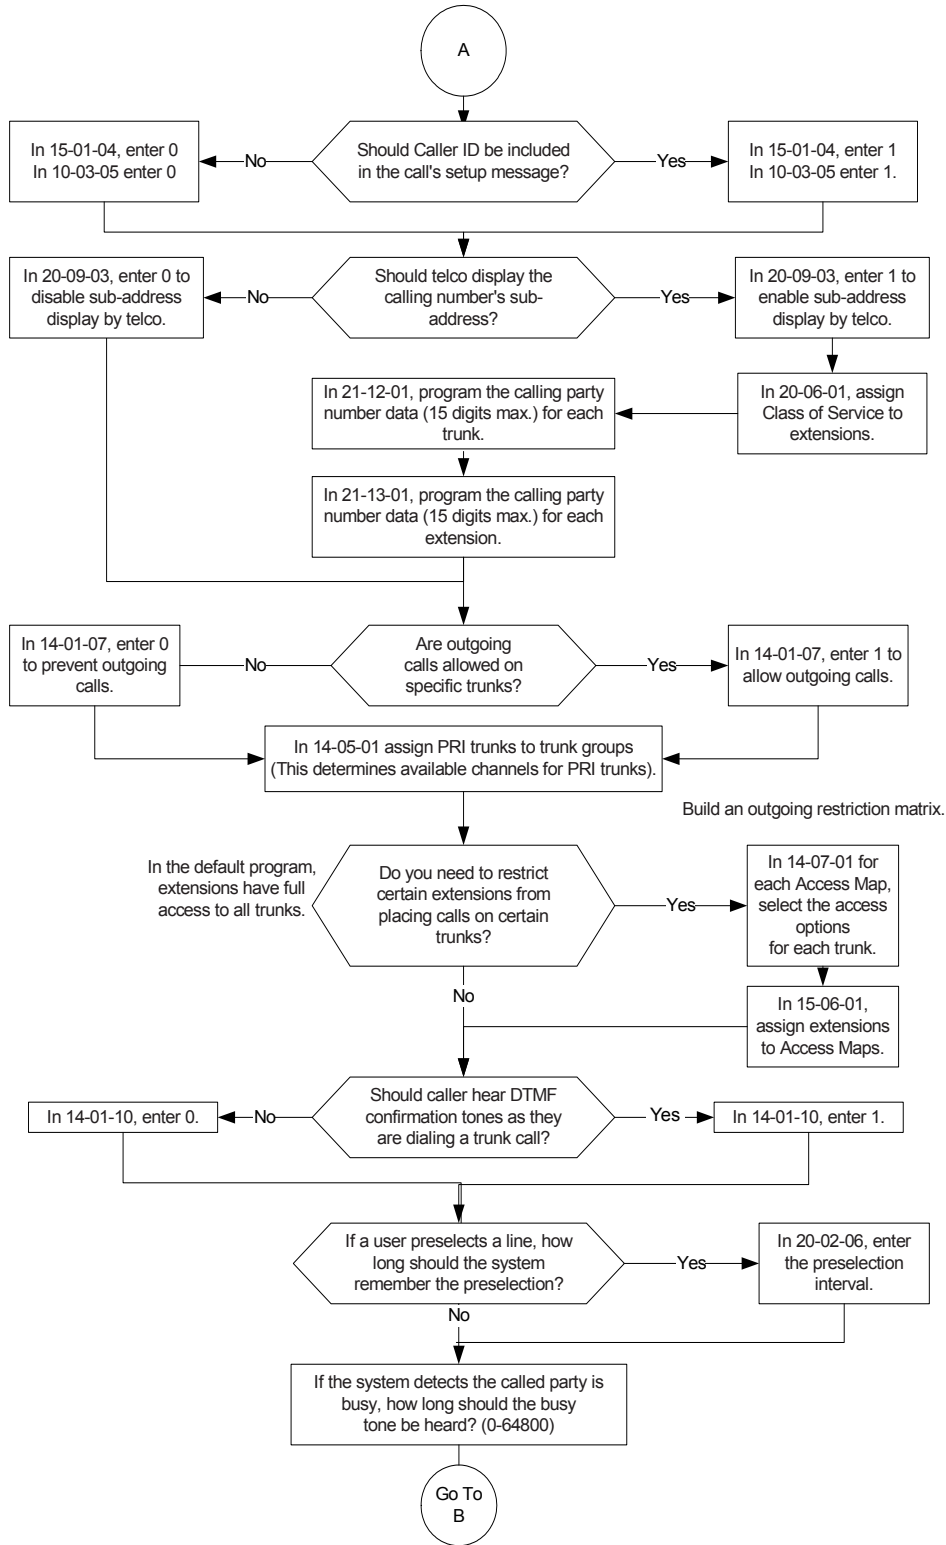 A
In 15-01-04, enter 0
In 10-03-05 enter 0
No
Should Caller ID be included
in the call's setup message?
Yes
In 15-01-04, enter 1
In 10-03-05 enter 1.
In 20-09-03, enter 0 to
disable sub-address
display by telco.
No
Should telco display the
calling number's sub-
address?
Yes
In 20-09-03, enter 1 to
enable sub-address
display by telco.
In 20-06-01, assign
Class of Service to
extensions.
In 21-12-01, program the calling party
number data (15 digits max.) for each
trunk.
In 21-13-01, program the calling party
number data (15 digits max.) for each
extension.
In 14-01-07, enter 0
to prevent outgoing
calls.
No
Are outgoing
calls allowed on
specific trunks?
Yes
In 14-01-07, enter 1 to
allow outgoing calls.
In 14-05-01 assign PRI trunks to trunk groups
(This determines available channels for PRI trunks).
Build an outgoing restriction matrix.
In the default program,
extensions have full
access to all trunks.
Do you need to restrict
certain extensions from
placing calls on certain
trunks?
Yes
In 14-07-01 for
each Access Map,
select the access
options
for each trunk.
No
In 15-06-01,
assign extensions
to Access Maps.
In 14-01-10, enter 0.
No
Should caller hear DTMF
confirmation tones as they
are dialing a trunk call?
Yes
In 14-01-10, enter 1.
If a user preselects a line, how
long should the system
remember the preselection?
Yes
In 20-02-06, enter
the preselection
interval.
No
If the system detects the called party is
busy, how long should the busy
tone be heard? (0-64800)
Go To
B